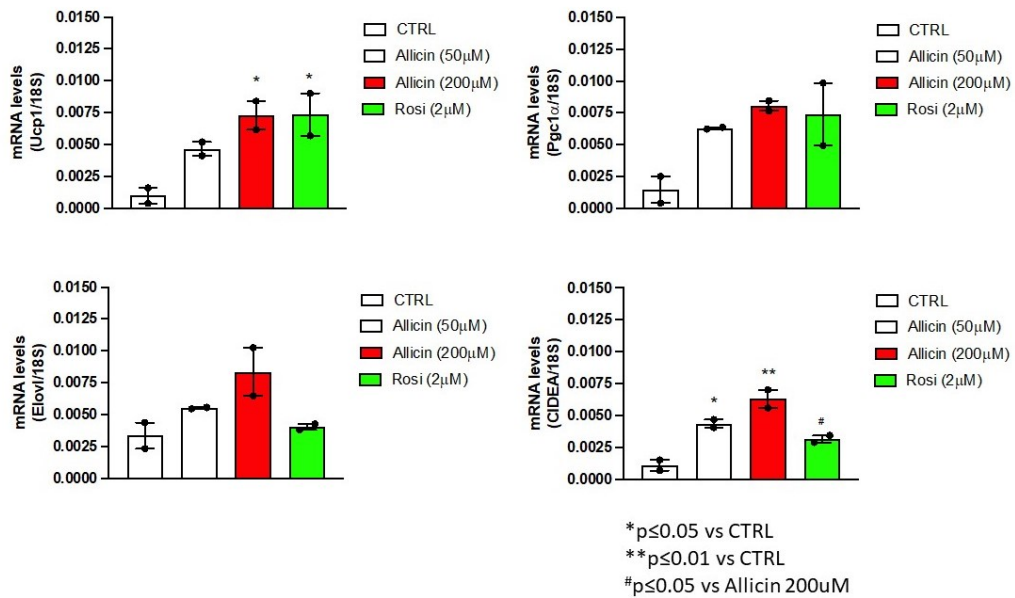 mRNA levels
(Ucp1/18S)
0.0150
0.0125
0.0100
0.0075
0.0050
0.0025
0.0000
*
*
CTRL
Allicin (50μM)
Allicin (200μM)
Rosi (2μM)
mRNA levels
(Pgc1α/18S)
0.0150
0.0125
0.0100
0.0075
0.0050
0.0025
0.0000
CTRL
Allicin (50μM)
Allicin (200μM)
Rosi (2μM)
mRNA levels
(Elovl/18S)
0.0150
0.0125
0.0100
0.0075
0.0050
0.0025
0.0000
CTRL
Allicin (50μM)
Allicin (200μM)
Rosi (2μM)
mRNA levels
(CIDEA/18S)
0.0150
0.0125
0.0100
0.0075
0.0050
0.0025
0.0000
*
**
#
CTRL
Allicin (50μM)
Allicin (200μM)
Rosi (2μM)
*p≤0.05 vs CTRL
**p≤0.01 vs CTRL
#p≤0.05 vs Allicin 200uM